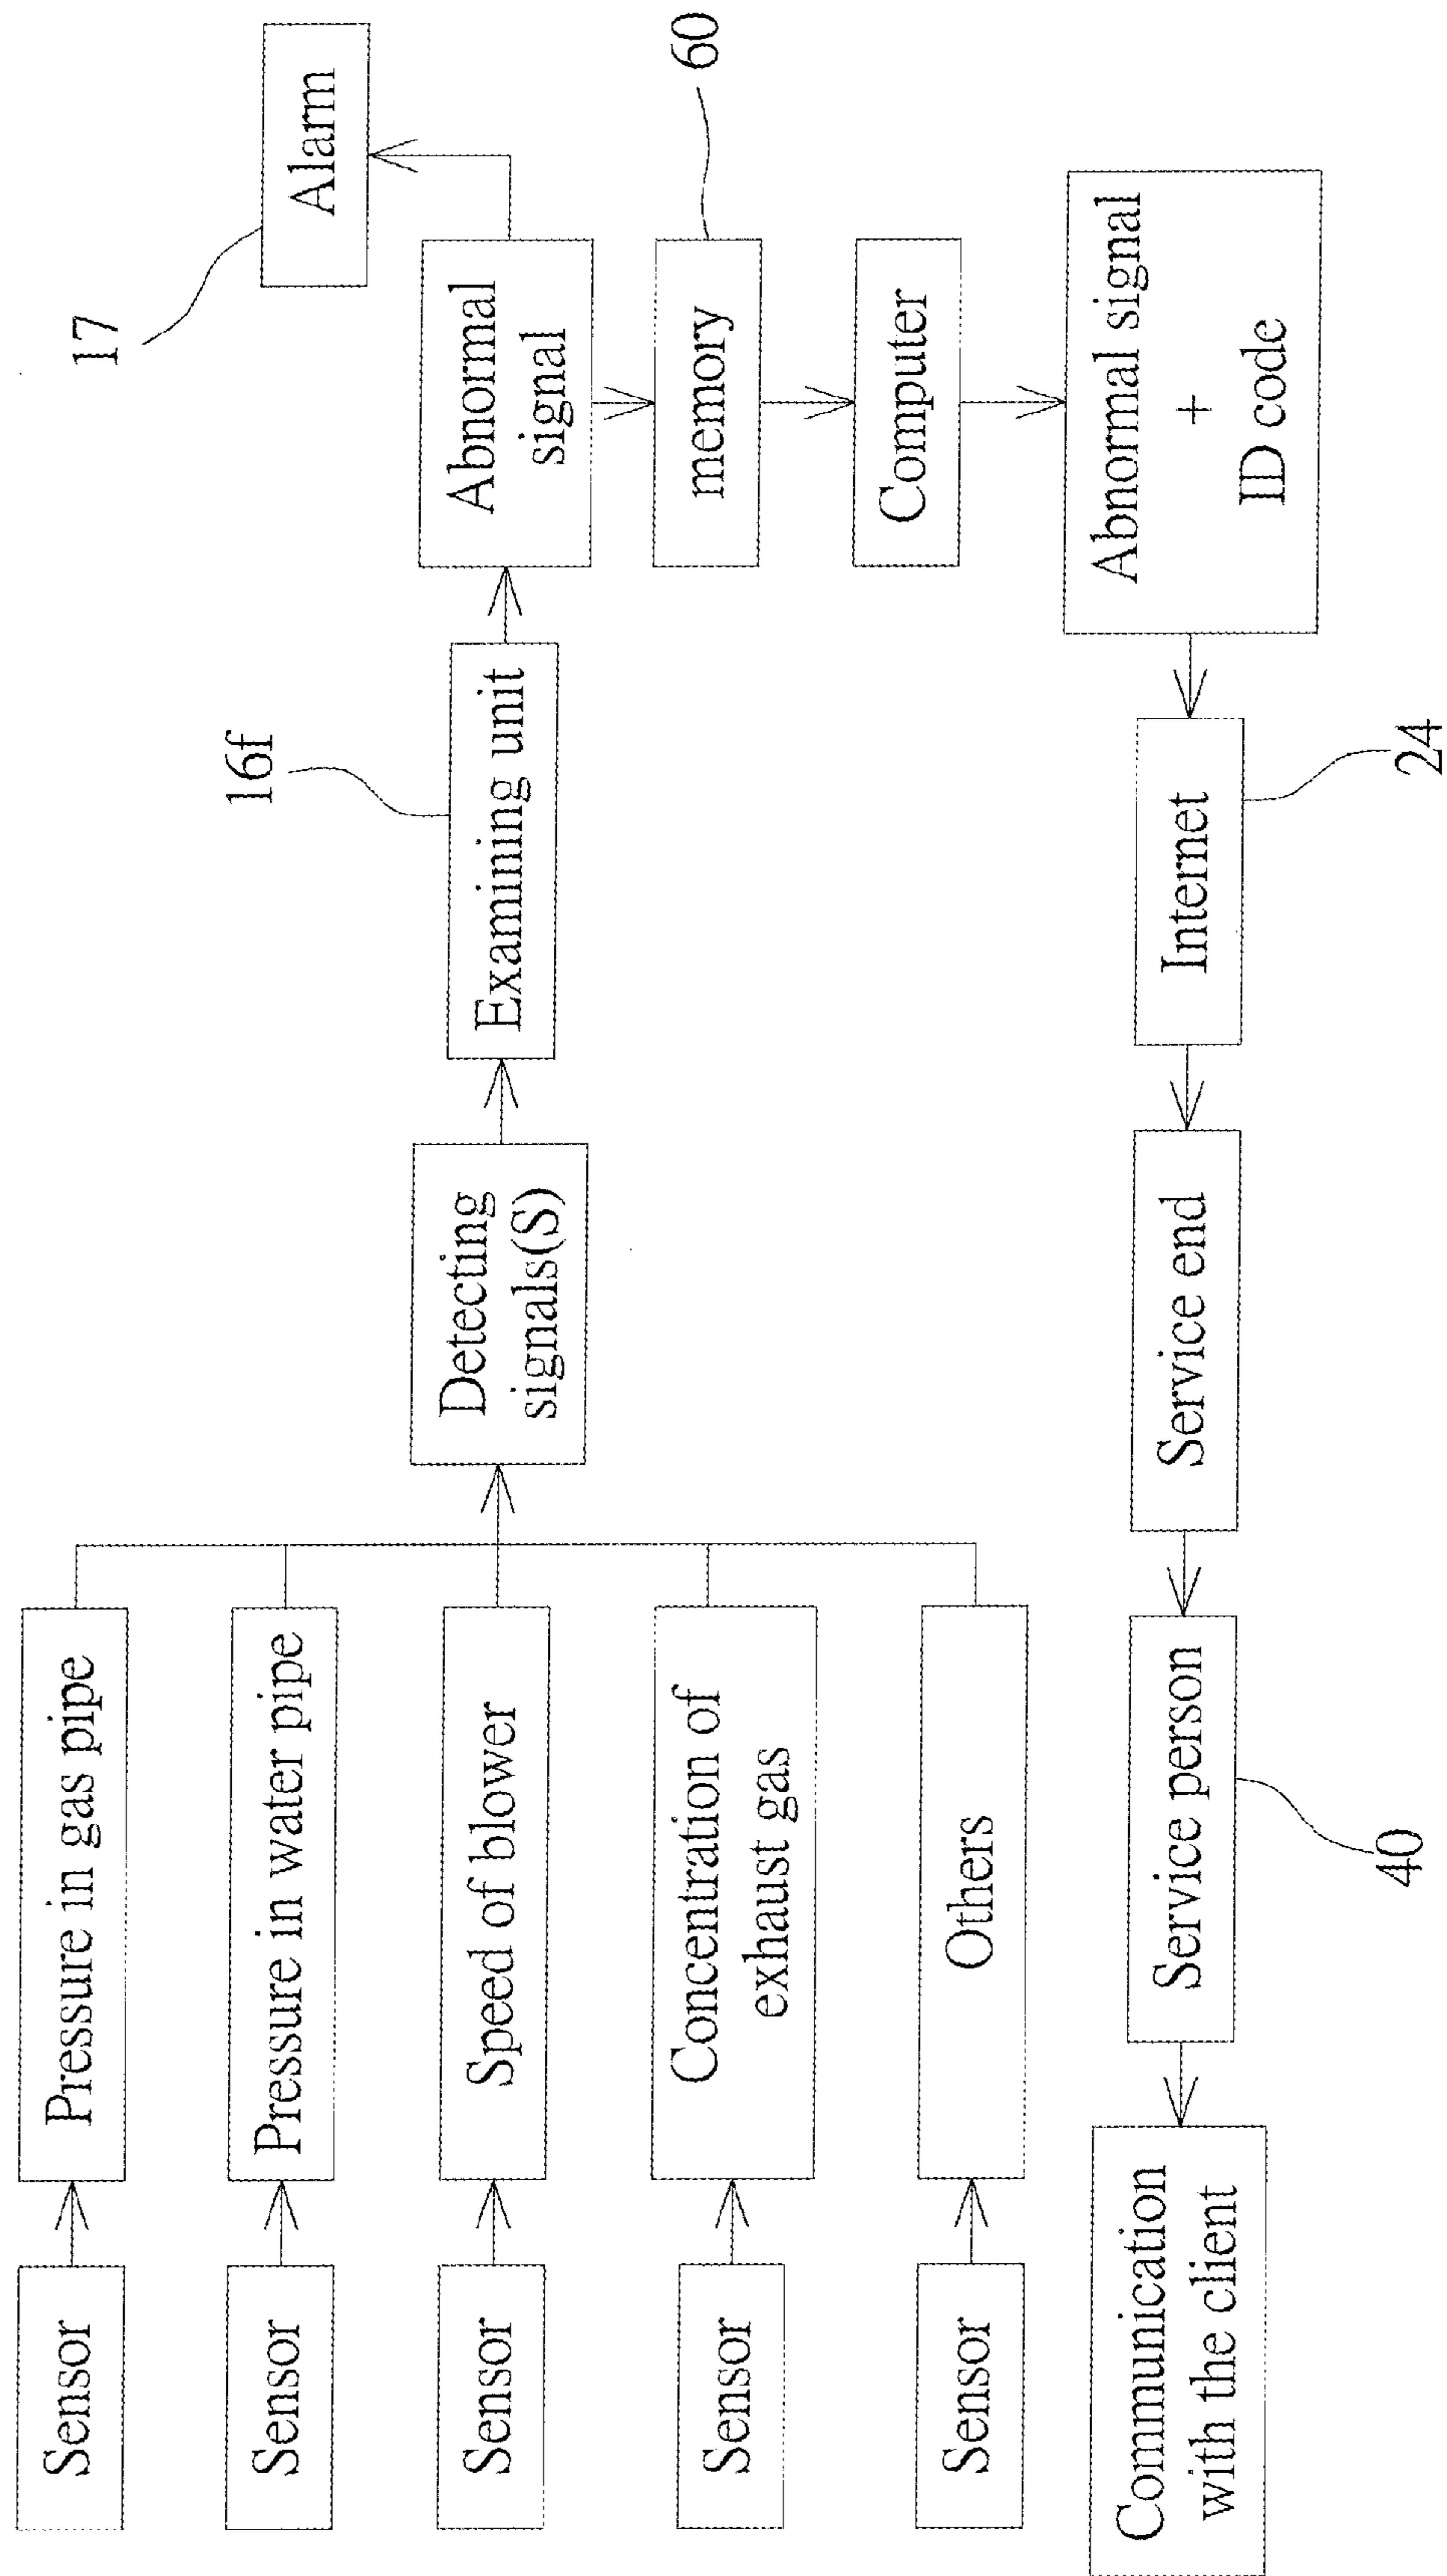 Sensor
Pressure in gas pipe
Sensor
Pressure in water pipe
Sensor
Speed of blower
Sensor
Concentration of
exhaust gas
Sensor
Others
Detecting
signals(S)
16f
Examining unit
Abnormal
signal
17
Alarm
memory
60
Computer
Abnormal signal
+
ID code
Internet
24
Service end
Service person
40
Communication
with the client